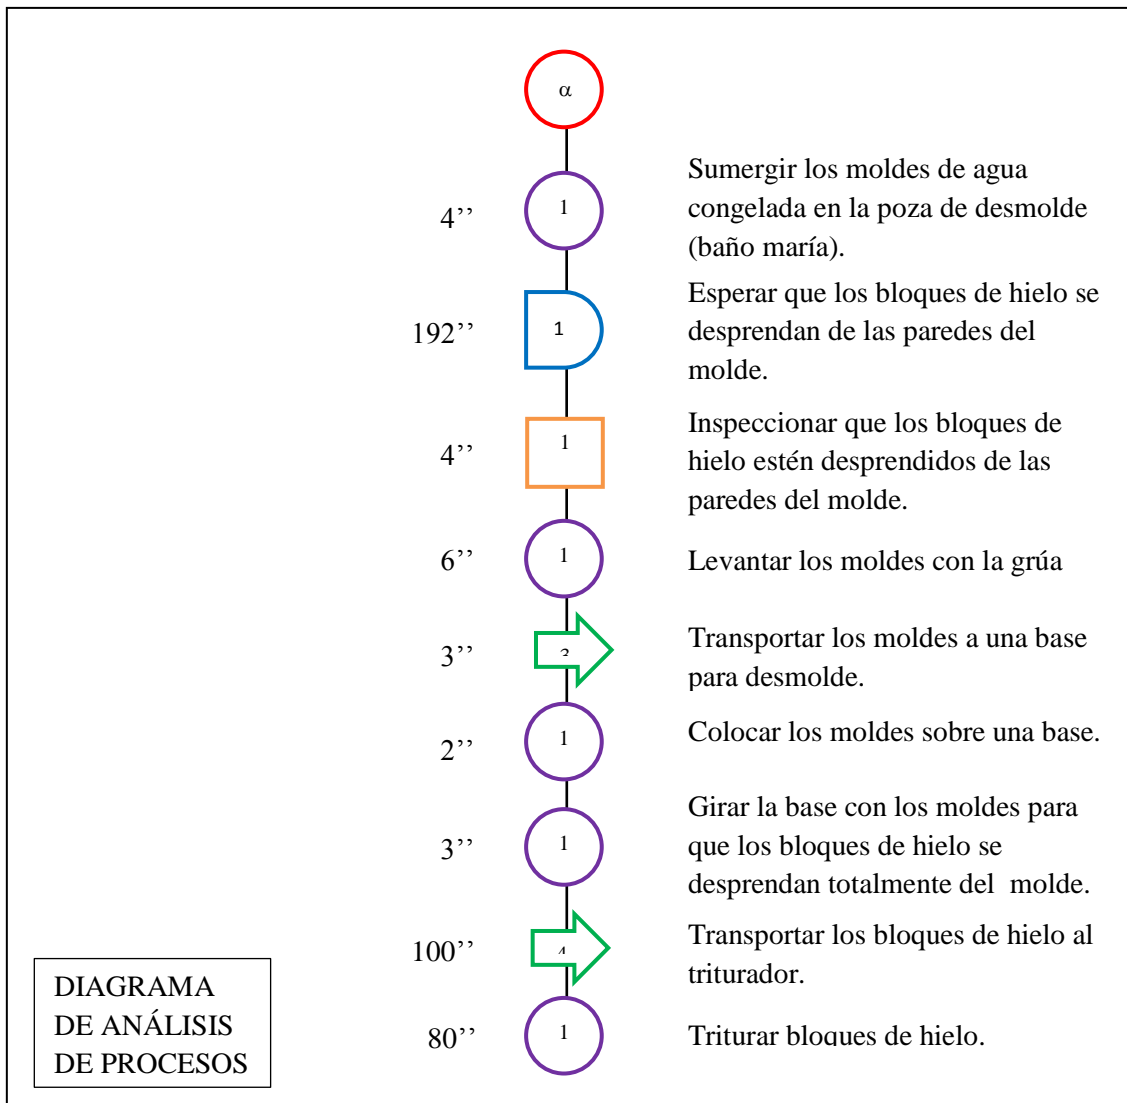 α
4’’
1
Sumergir los moldes de agua
congelada en la poza de desmolde
(baño maría).
192’’
1
Esperar que los bloques de hielo se
desprendan de las paredes del
molde.
4’’
1
Inspeccionar que los bloques de
hielo estén desprendidos de las
paredes del molde.
6’’
1
Levantar los moldes con la grúa
3’’
3
Transportar los moldes a una base
para desmolde.
2’’
1
Colocar los moldes sobre una base.
3’’
1
Girar la base con los moldes para
que los bloques de hielo se
desprendan totalmente del molde.
100’’
4
Transportar los bloques de hielo al
triturador.
80’’
1
Triturar bloques de hielo.
DIAGRAMA
DE ANÁLISIS
DE PROCESOS